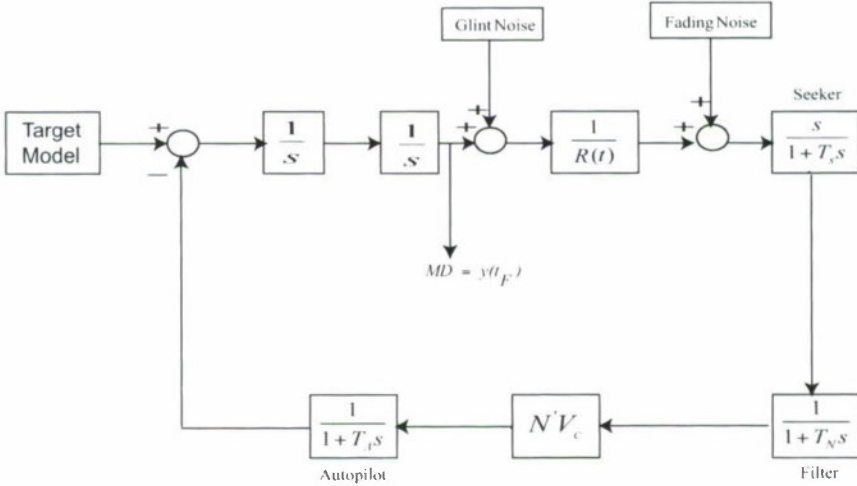 Glint Noise
Fading Noise
Seeker
Target
Model
+
−
1
s
1
s
+
+
1
R(t)
+
+
s
1 + T_s s
MD = y(t_F)
1
1 + T_A s
Autopilot
N'V_c
1
1 + T_N s
Filter